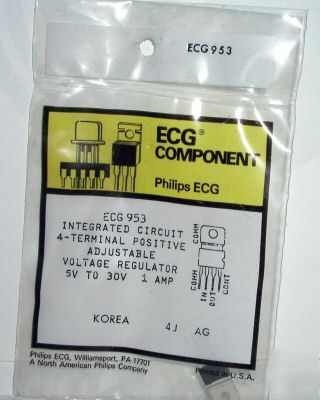 ECG 953
ECG®
COMPONENT
Philips ECG
ECG 953
INTEGRATED CIRCUIT
4-TERMINAL POSITIVE
ADJUSTABLE
VOLTAGE REGULATOR
5V TO 30V 1 AMP
COMM
COMM
IN
OUT
CONT
KOREA 4J AG
Philips ECG, Williamsport, PA 17701
A North American Philips Company
Printed in U.S.A.